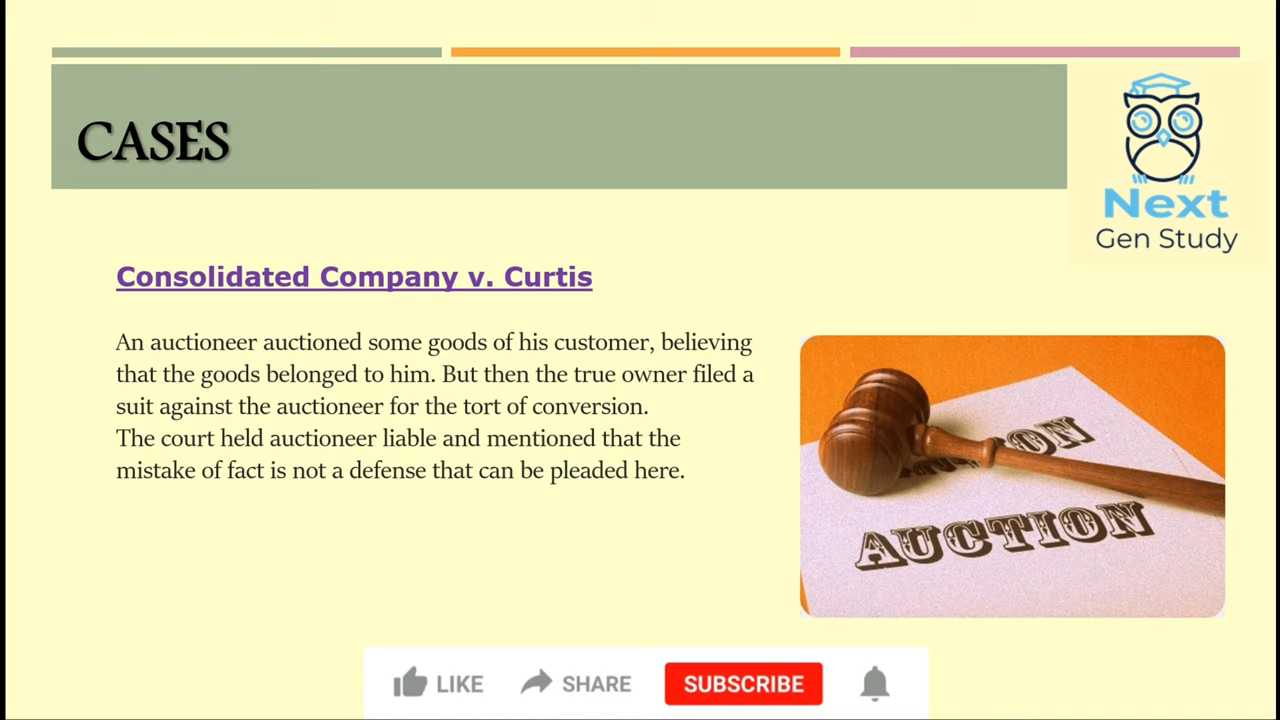 CASES
Next
Gen Study
Consolidated Company v. Curtis
An auctioneer auctioned some goods of his customer, believing
that the goods belonged to him. But then the true owner filed a
suit against the auctioneer for the tort of conversion.
The court held auctioneer liable and mentioned that the
mistake of fact is not a defense that can be pleaded here.
AUCTION
LIKE SHARE SUBSCRIBE